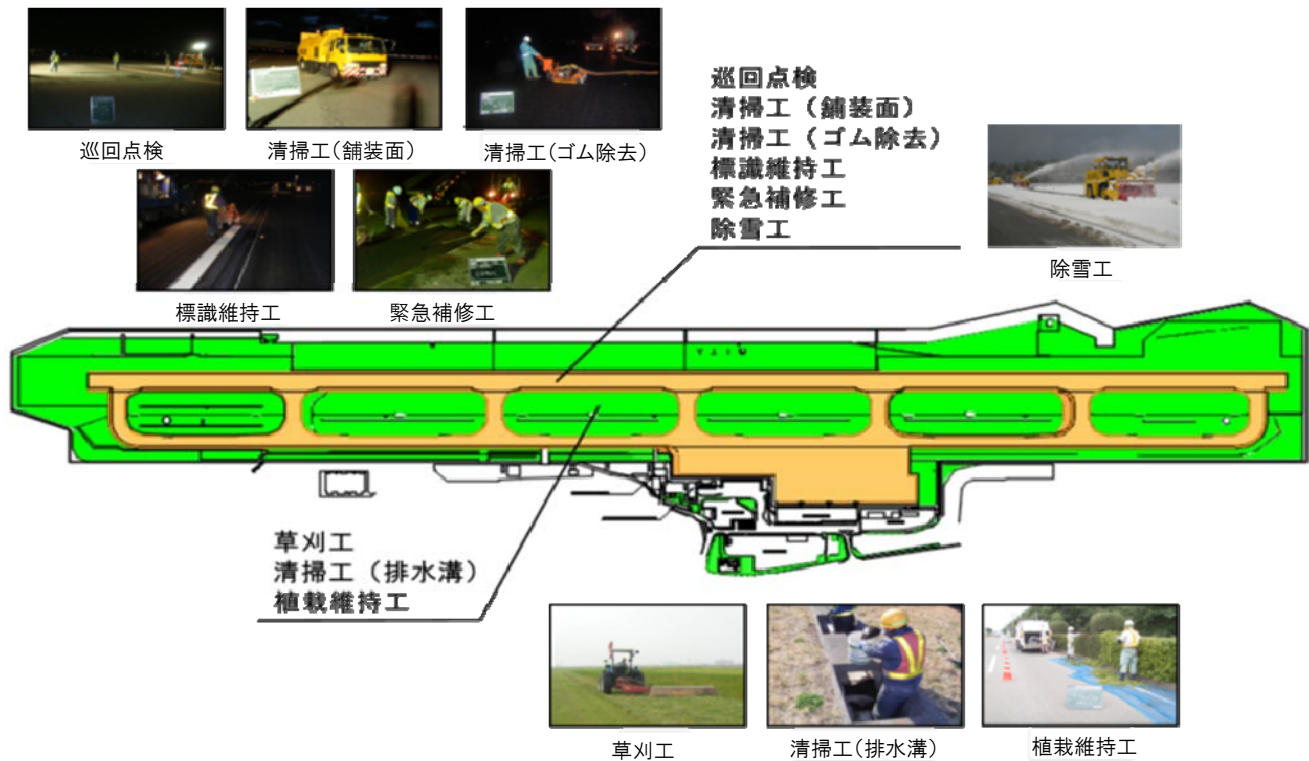 巡回点検
清掃工(舗装面)
清掃工(ゴム除去)
標識維持工
緊急補修工
巡回点検
清掃工（舗装面）
清掃工（ゴム除去）
標識維持工
緊急補修工
除雪工
除雪工
草刈工
清掃工（排水溝）
植栽維持工
草刈工
清掃工(排水溝)
植栽維持工